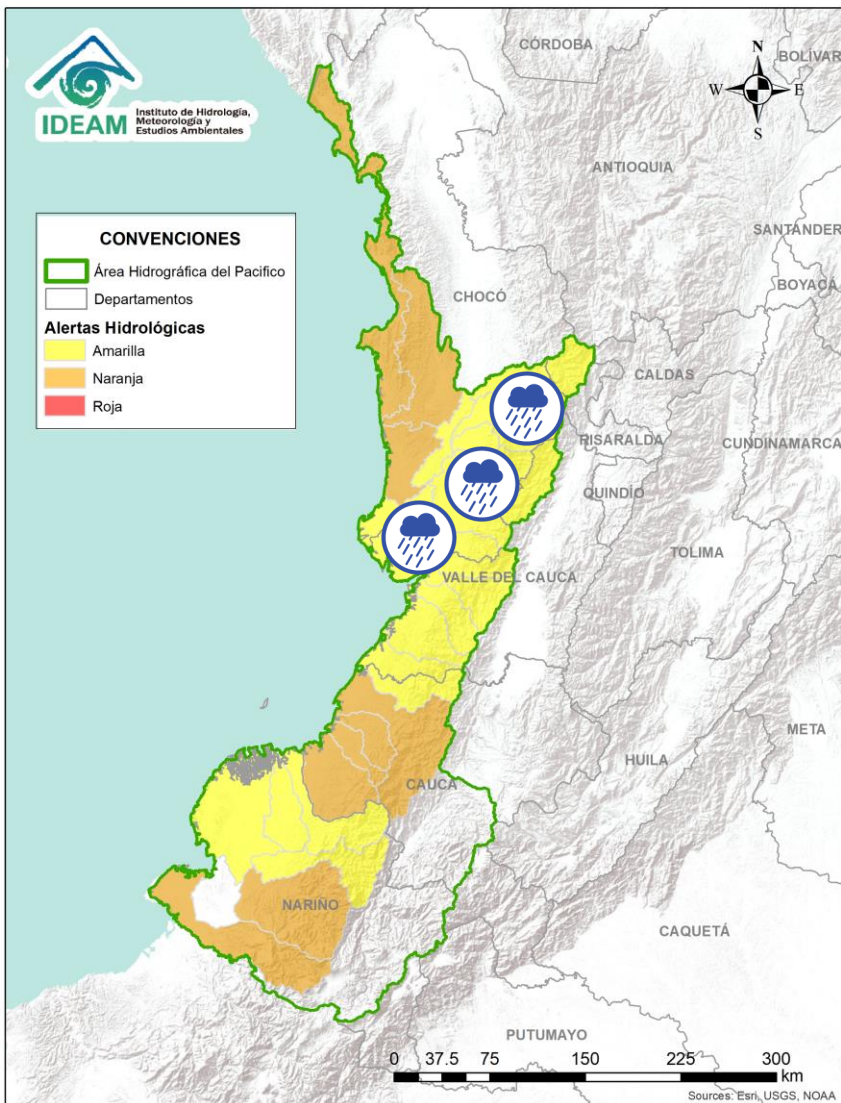 IDEAM
Instituto de Hidrología,
Meteorología y
Estudios Ambientales
CÓRDOBA
BOLÍVAR
N
W
E
S
ANTIOQUIA
SANTANDER
BOYACÁ
CONVENCIONES
Área Hidrográfica del Pacifico
Departamentos
Alertas Hidrológicas
Amarilla
Naranja
Roja
CHOCÓ
CALDAS
RISARALDA
CUNDINAMARCA
QUINDÍO
TOLIMA
VALLE DEL CAUCA
META
HUILA
CAUCA
NARIÑO
CAQUETÁ
PUTUMAYO
0 37.5 75 150 225 300
km
Sources: Esri, USGS, NOAA